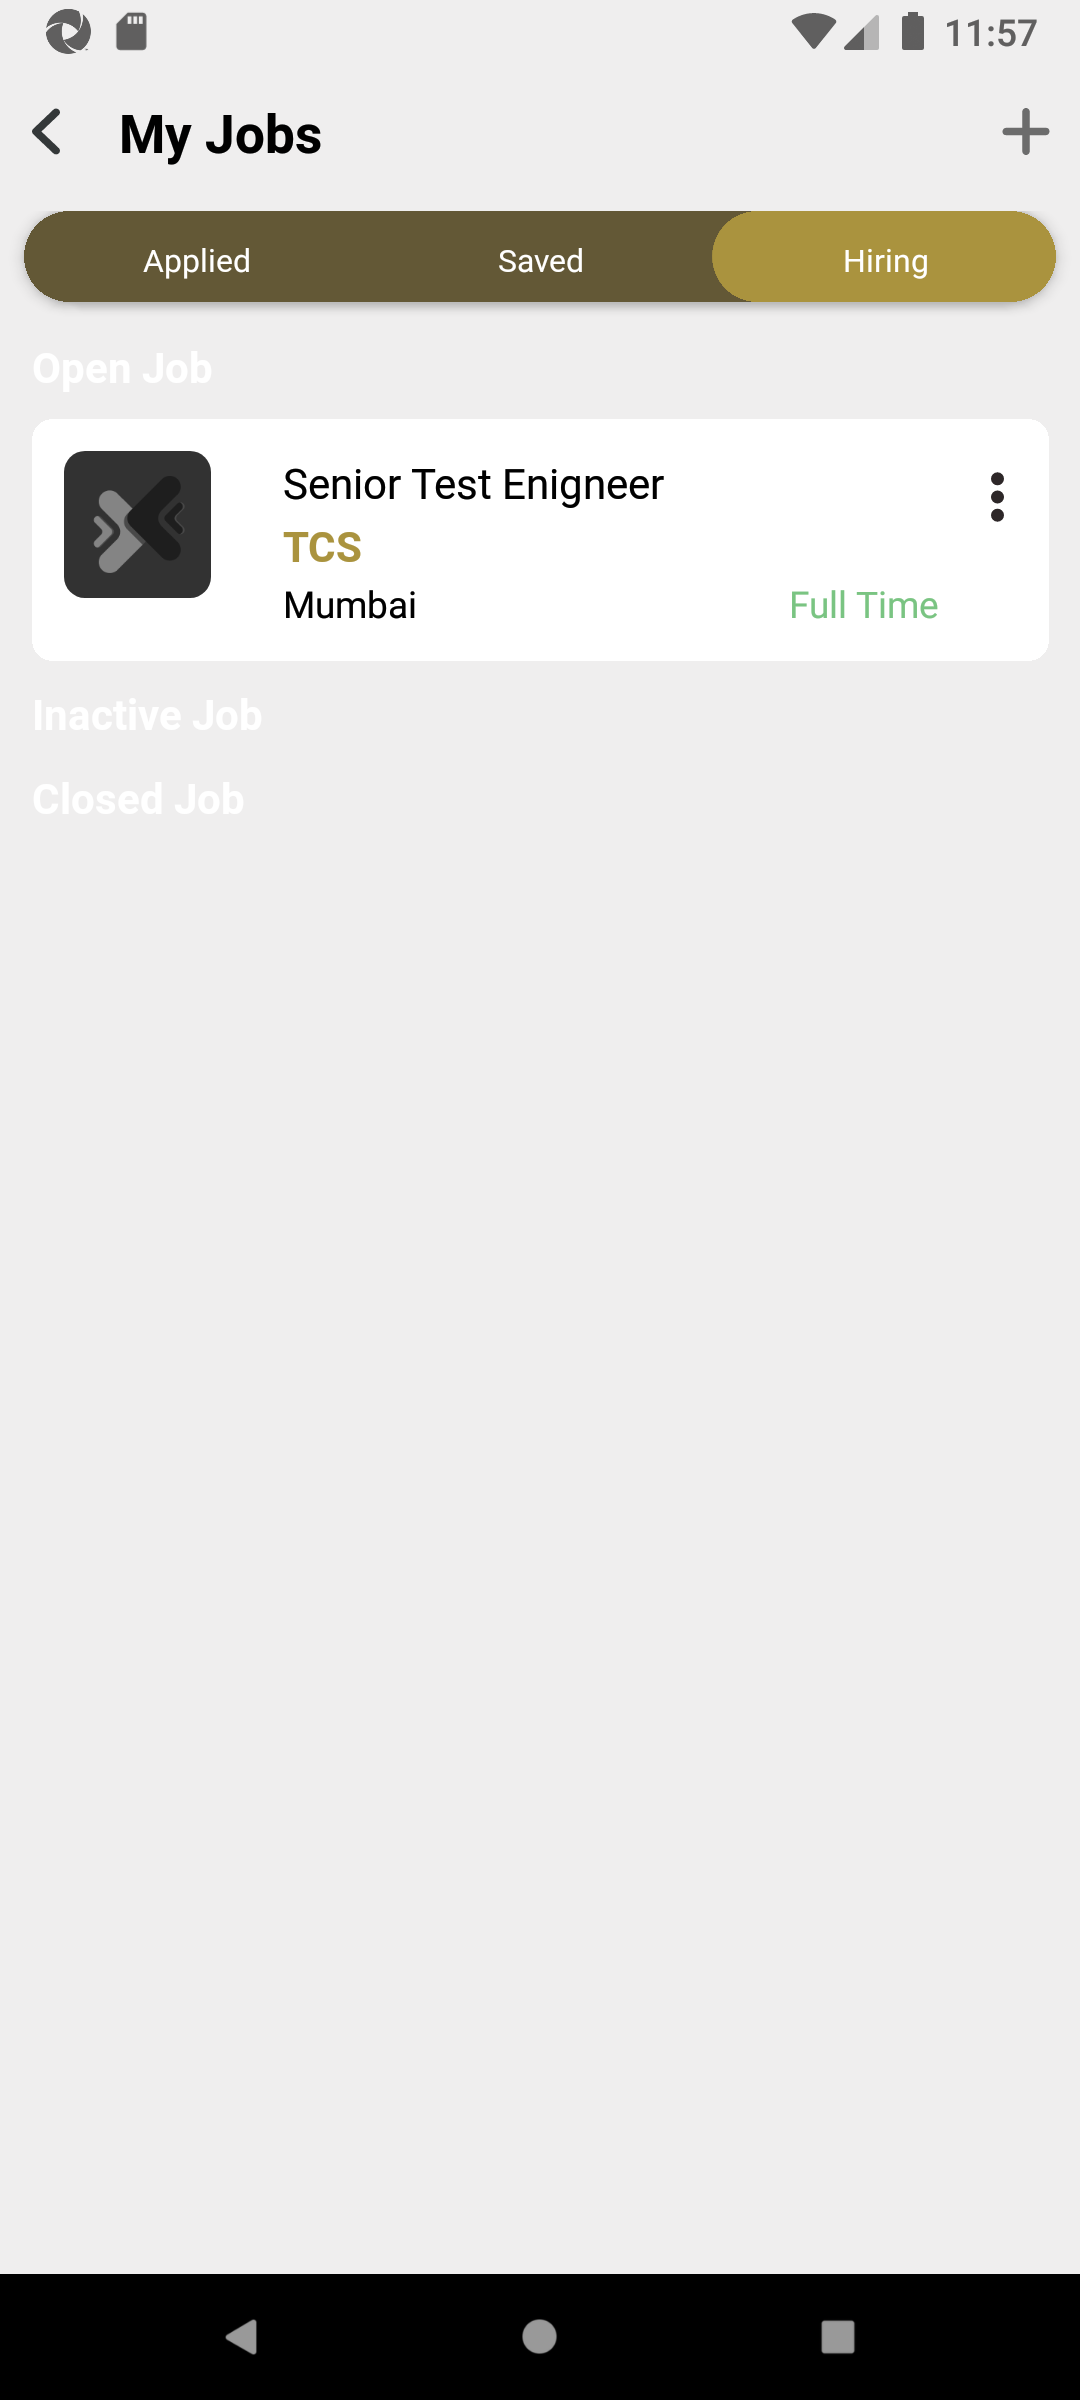 11:57
My Jobs
Applied Saved Hiring
Open Job
Senior Test Enigneer
TCS
Mumbai Full Time
Inactive Job
Closed Job